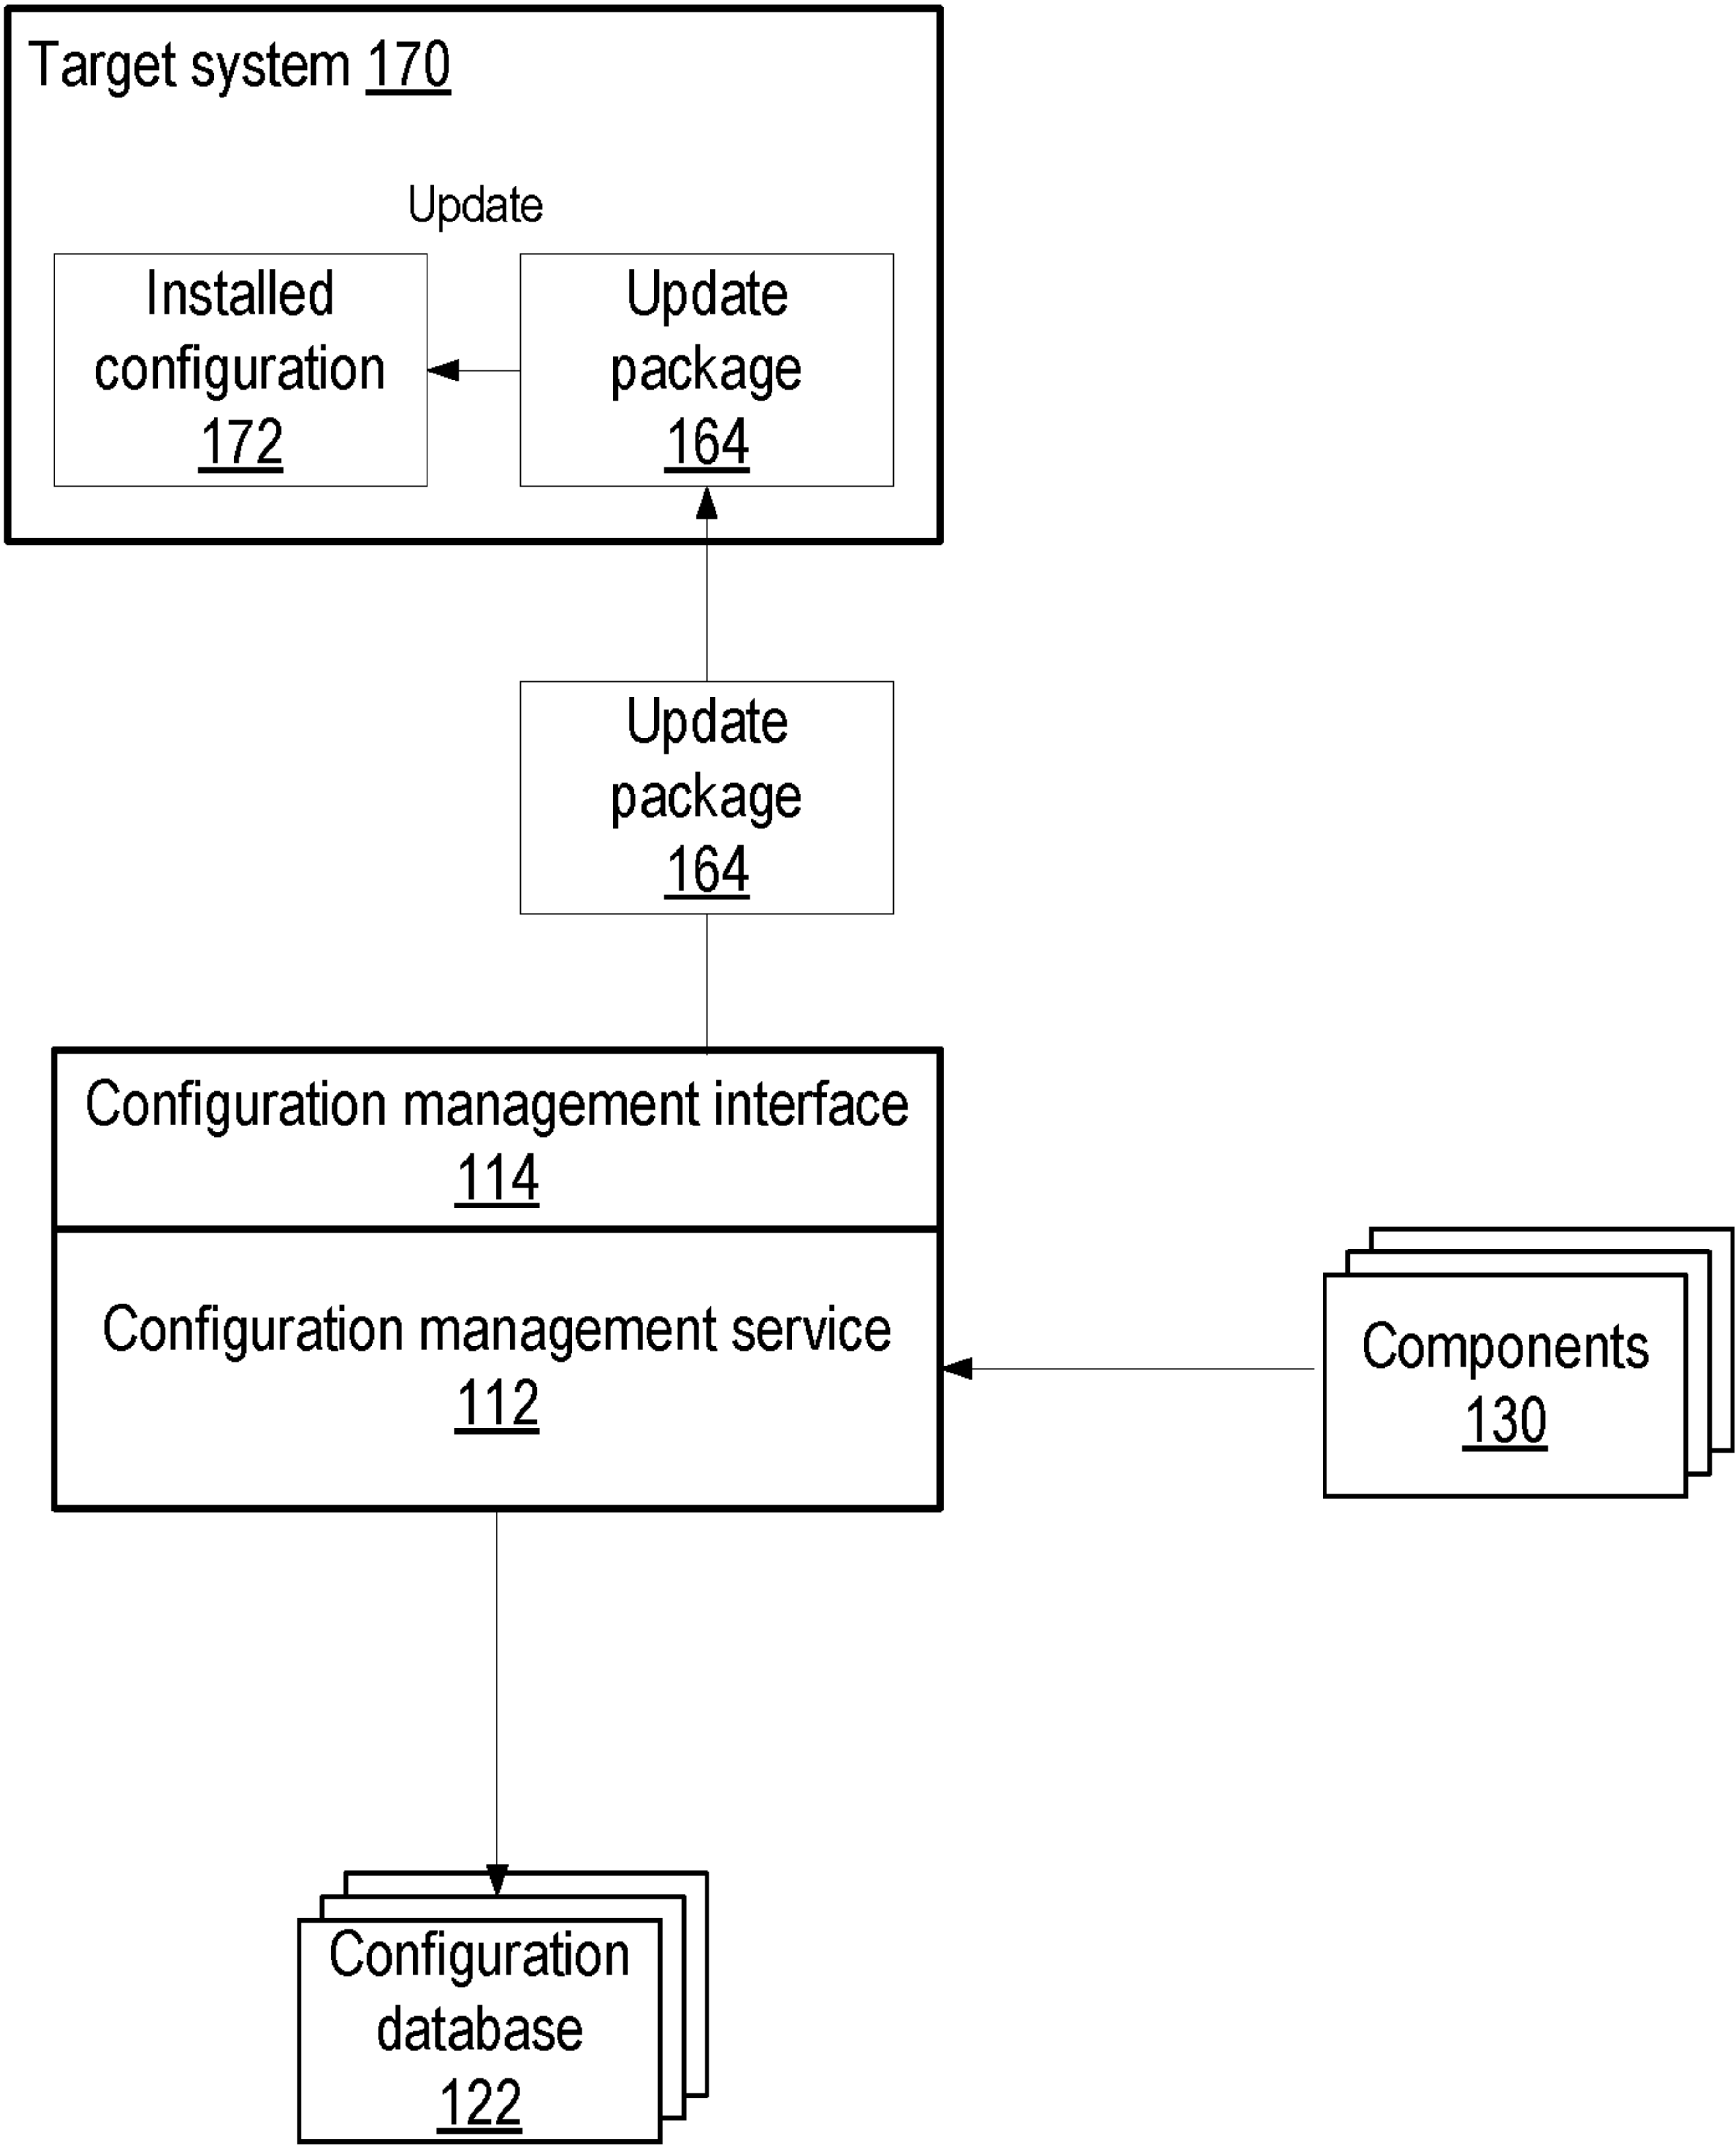 Target system 170
Update
Installed
configuration
172
Update
package
164
Update
package
164
Configuration management interface
114
Configuration management service
112
Components
130
Configuration
database
122